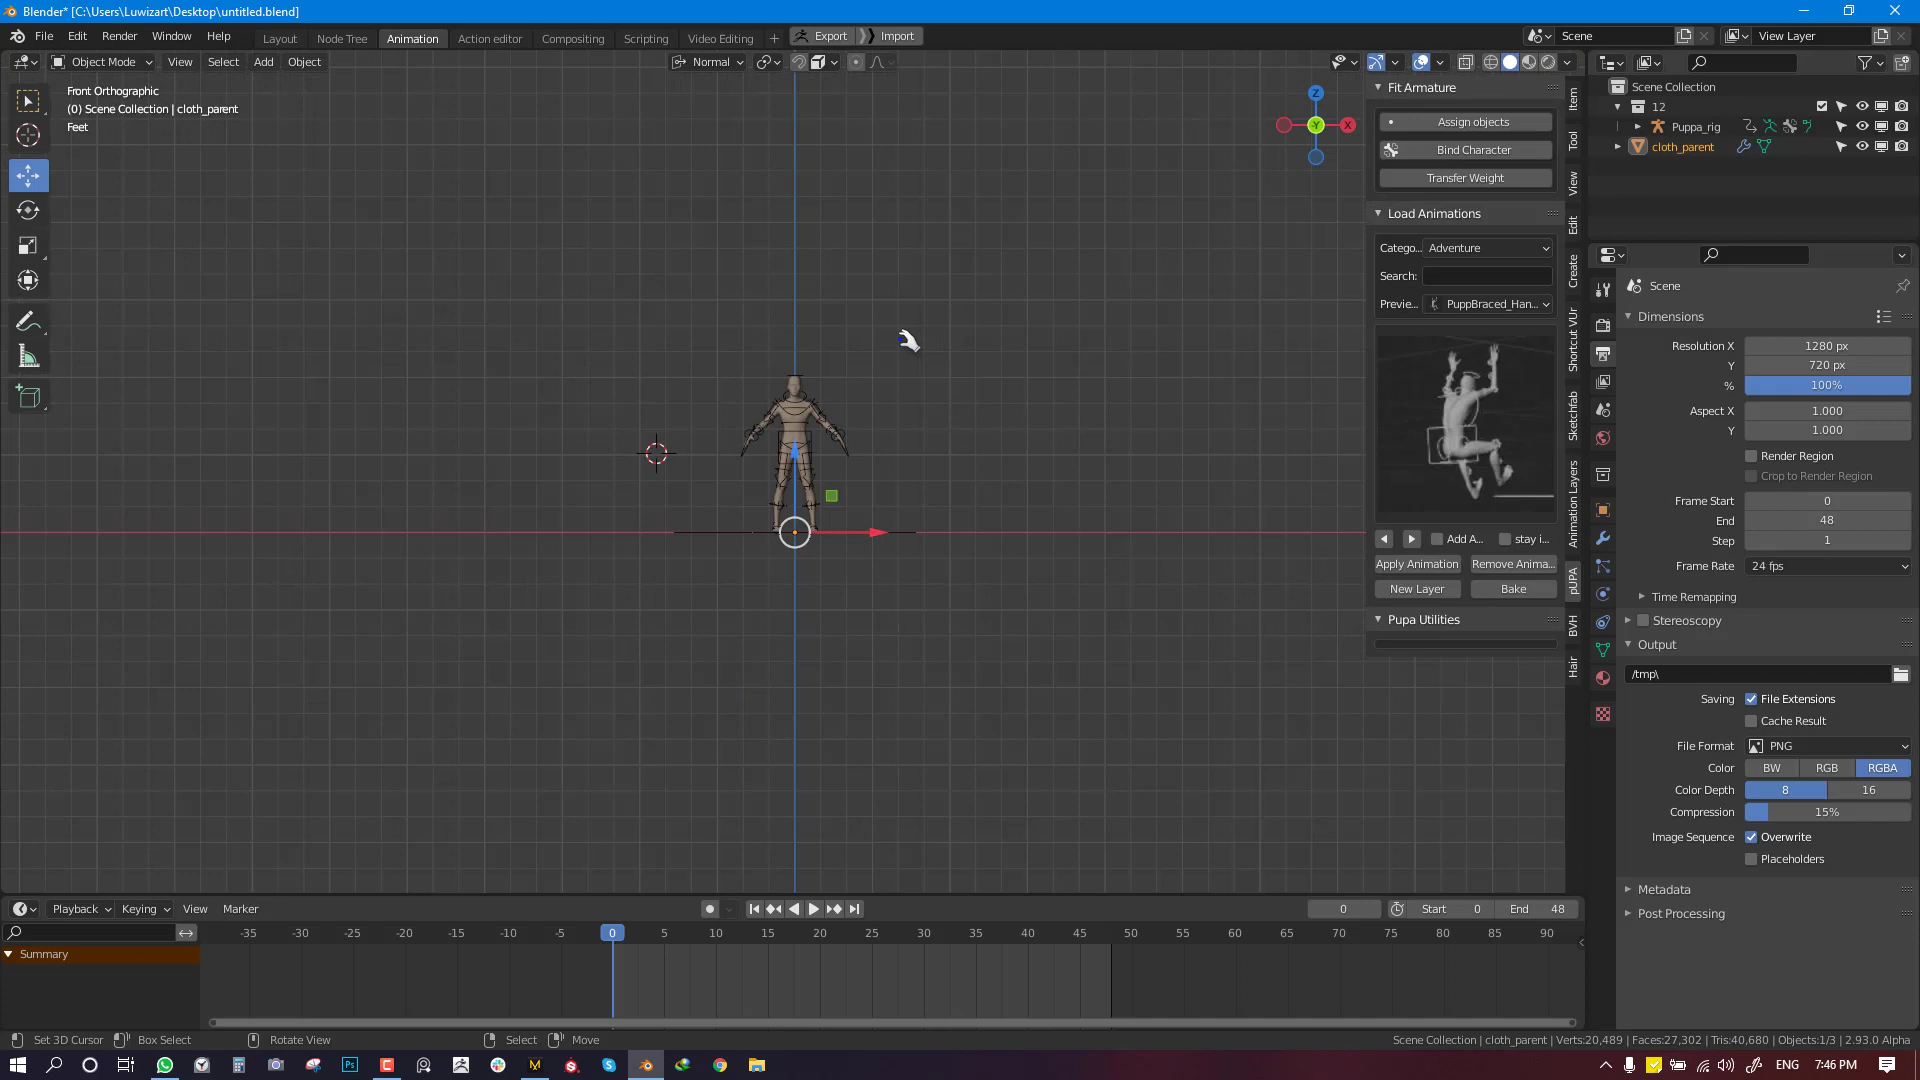 Blender* [C:\Users\Luwizart\Desktop\untitled.blend]
File Edit Render Window Help
Layout Node Tree Animation Action editor Compositing Scripting Video Editing Export Import
Scene View Layer
Object Mode View Select Add Object
Normal
Front Orthographic
(0) Scene Collection | cloth_parent
Feet
Z
X
Y
Fit Armature
Assign objects
Bind Character
Transfer Weight
Load Animations
Catego... Adventure
Search:
Previe... PuppBraced_Han...
Add A... stay i...
Apply Animation Remove Anima...
New Layer Bake
Pupa Utilities
Item
Tool
View
Edit
Create
Shortcut VUr
Sketchfab
Animation Layers
pUPA
BVH
Hair
Scene Collection
12
Puppa_rig
cloth_parent
Scene
Dimensions
Resolution X 1280 px
Y 720 px
% 100%
Aspect X 1.000
Y 1.000
Render Region
Crop to Render Region
Frame Start 0
End 48
Step 1
Frame Rate 24 fps
Time Remapping
Stereoscopy
Output
/tmp\
Saving File Extensions
Cache Result
File Format PNG
Color BW RGB RGBA
Color Depth 8 16
Compression 15%
Image Sequence Overwrite
Placeholders
Metadata
Post Processing
Playback Keying View Marker
0 Start 0 End 48
-35 -30 -25 -20 -15 -10 -5 0 5 10 15 20 25 30 35 40 45 50 55 60 65 70 75 80 85 90
Summary
Set 3D Cursor Box Select Rotate View Select Move
Scene Collection | cloth_parent | Verts:20,489 | Faces:27,302 | Tris:40,680 | Objects:1/3 | 2.93.0 Alpha
Ps
ENG 7:46 PM